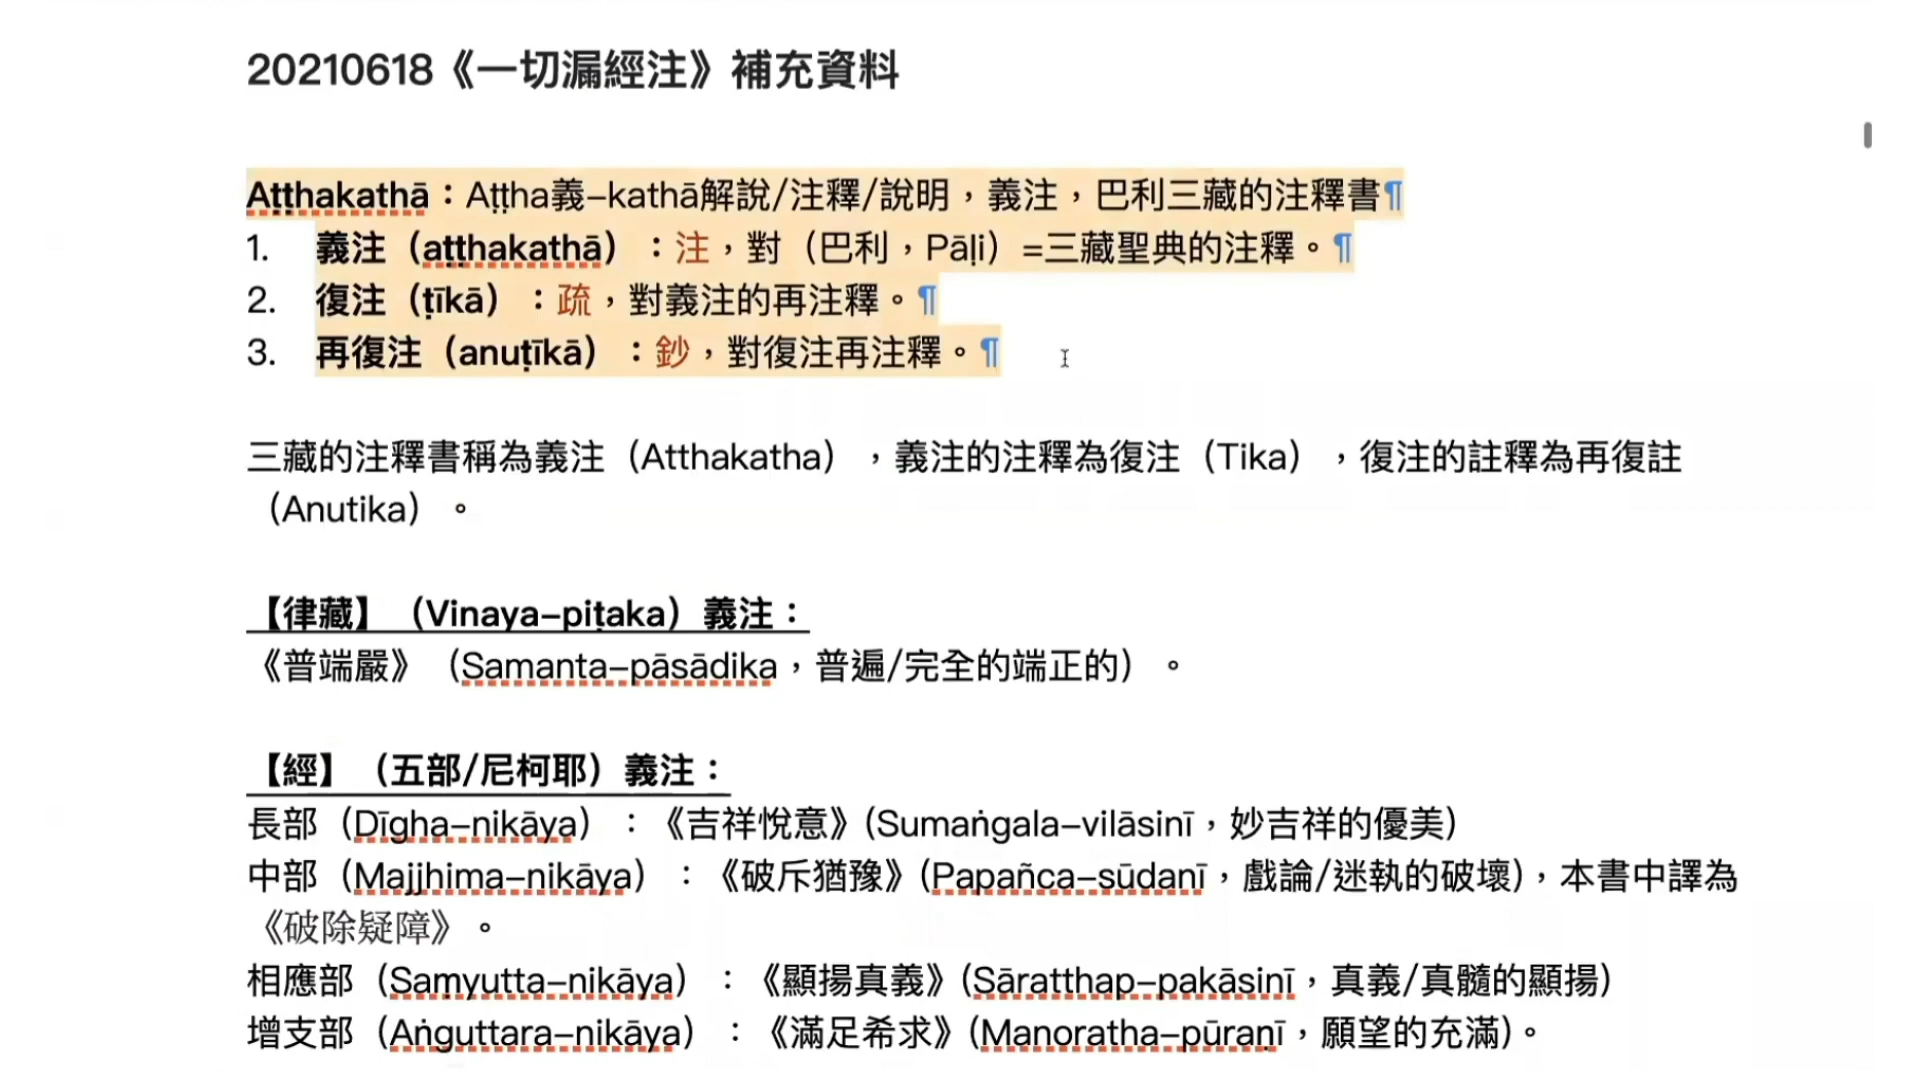 20210618《一切漏經注》補充資料
Aṭṭhakathā：Aṭṭha義–kathā解說/注釋/說明，義注，巴利三藏的注釋書¶
1. 義注（aṭṭhakathā）：注，對（巴利，Pāḷi）=三藏聖典的注釋。¶
2. 復注（ṭīkā）：疏，對義注的再注釋。¶
3. 再復注（anuṭīkā）：鈔，對復注再注釋。¶
三藏的注釋書稱為義注（Atthakatha），義注的注釋為復注（Tika），復注的註釋為再復註
（Anutika）。
【律藏】（Vinaya–piṭaka）義注：
《普端嚴》（Samanta–pāsādika，普遍/完全的端正的）。
【經】（五部/尼柯耶）義注：
長部（Dīgha–nikāya）：《吉祥悅意》(Sumaṅgala–vilāsinī，妙吉祥的優美)
中部（Majjhima–nikāya）：《破斥猶豫》(Papañca–sūdanī，戲論/迷執的破壞)，本書中譯為
《破除疑障》。
相應部（Saṃyutta–nikāya）：《顯揚真義》(Sāratthap–pakāsinī，真義/真髓的顯揚)
增支部（Aṅguttara–nikāya）：《滿足希求》(Manoratha–pūraṇī，願望的充滿)。